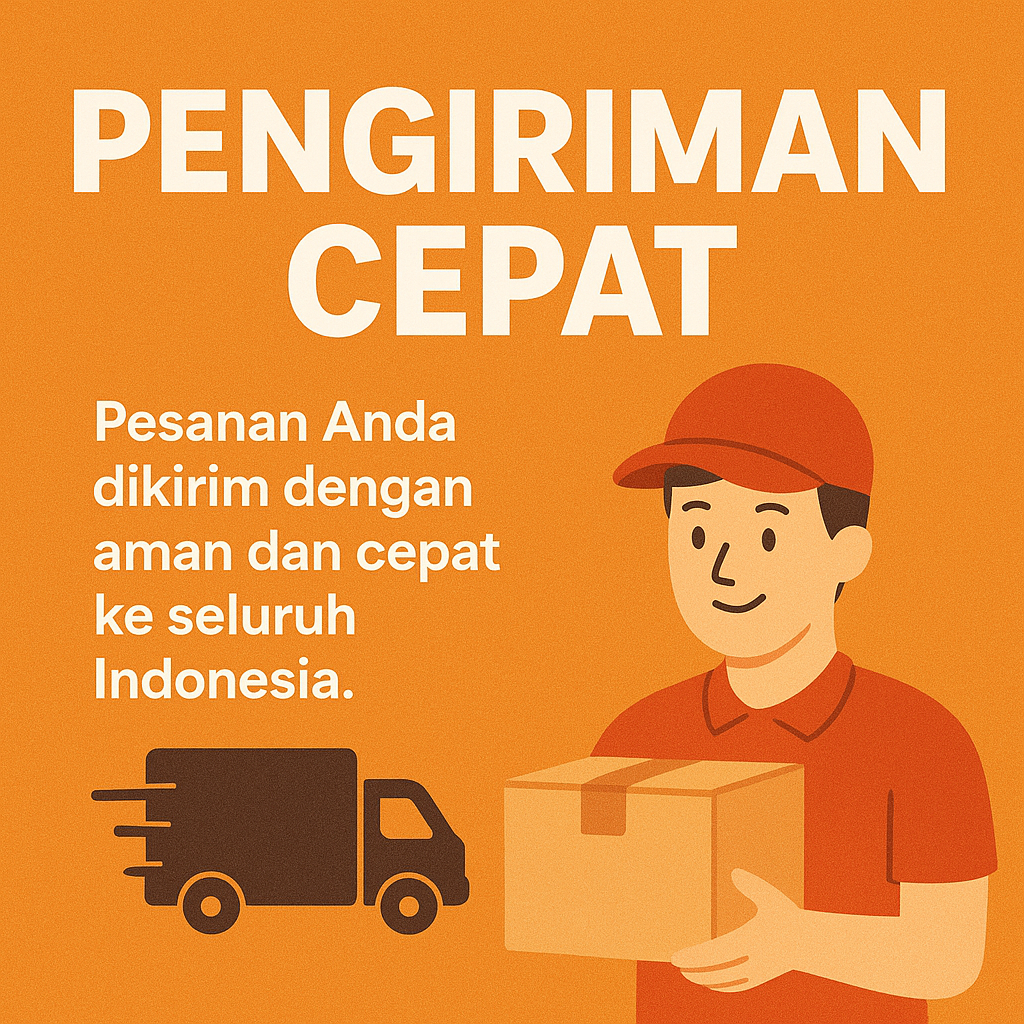 PENGIRIMAN
CEPAT
Pesanan Anda
dikirim dengan
aman dan cepat
ke seluruh
Indonesia.